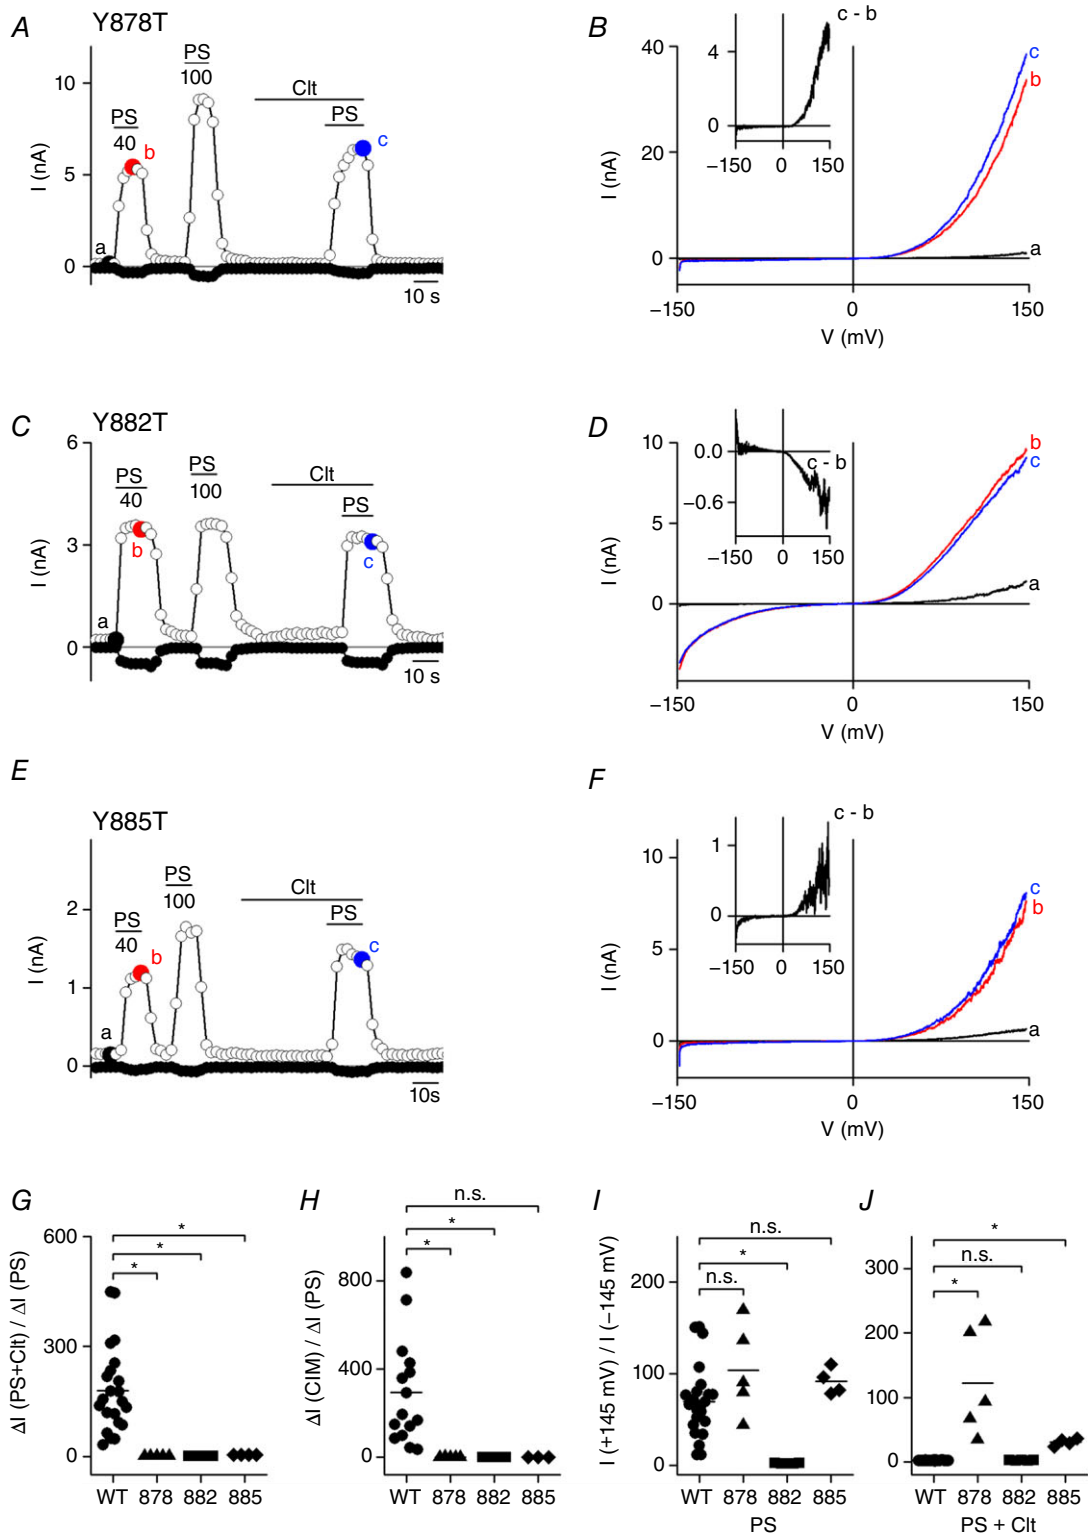 A
Y878T
PS
100
PS
40
Clt
PS
a
b
c
10
5
0
I (nA)
10 s
B
c - b
4
0
−150
0
150
40
20
0
I (nA)
c
b
a
−150
0
150
V (mV)
C
Y882T
PS
40
PS
100
Clt
PS
a
b
c
6
3
0
I (nA)
10 s
D
c - b
0.0
−0.6
−150
0
150
10
5
0
I (nA)
b
c
a
−150
0
150
V (mV)
E
Y885T
PS
100
PS
40
Clt
PS
a
b
c
2
1
0
I (nA)
10s
F
c - b
1
0
−150
0
150
10
5
0
I (nA)
c
b
a
−150
0
150
V (mV)
G
600
300
0
ΔI (PS+Clt) / ΔI (PS)
*
*
*
WT 878 882 885
H
800
400
0
ΔI (CIM) / ΔI (PS)
n.s.
*
*
WT 878 882 885
I
200
100
0
I (+145 mV) / I (−145 mV)
n.s.
*
n.s.
WT 878 882 885
PS
J
300
200
100
0
*
n.s.
*
WT 878 882 885
PS + Clt